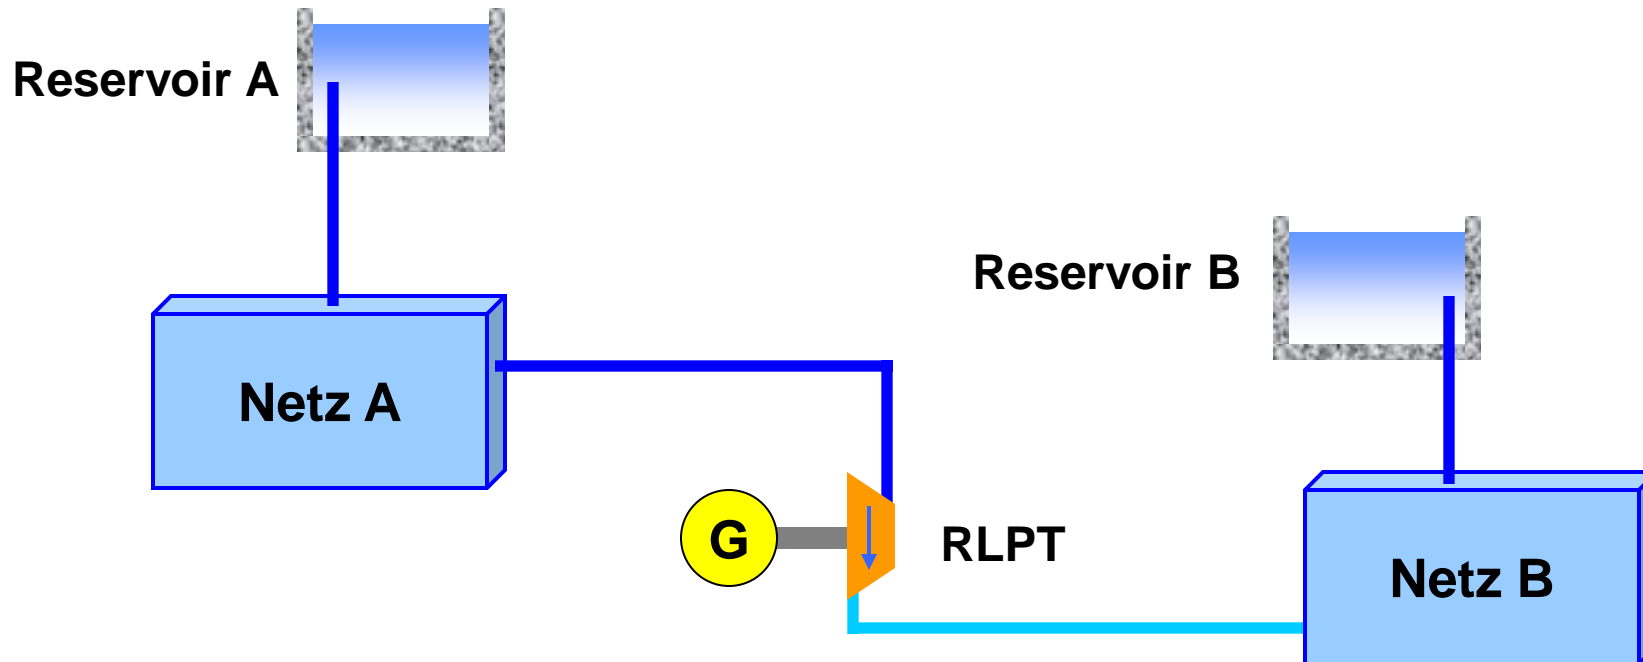 Reservoir A
Reservoir B
Netz A
G
RLPT
Netz B